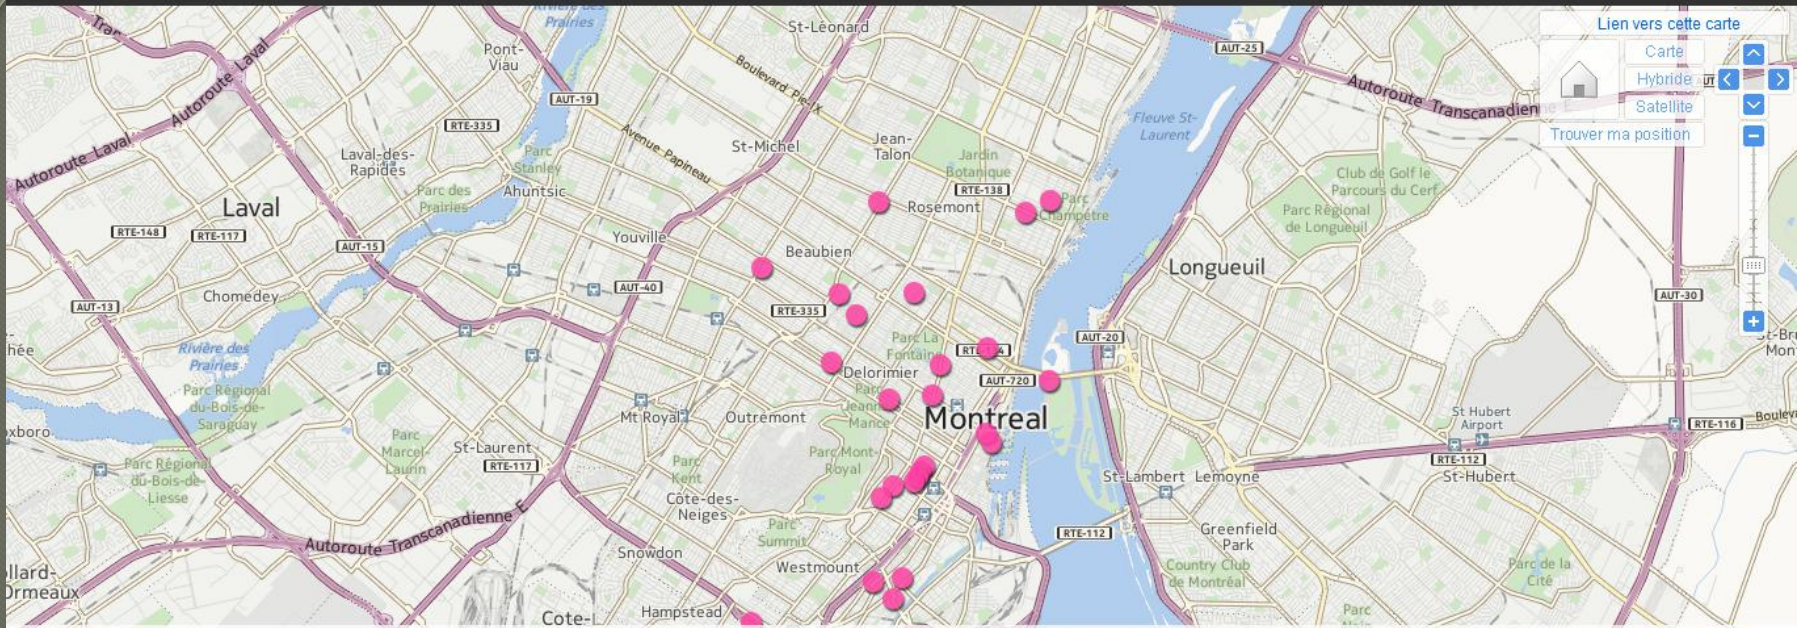 Rivière des
Prairies
St-Léonard
Lien vers cette carte
Carte
Hybride
Satellite
Trouver ma position
Pont-
Viau
Autoroute Laval
Boulevard Pie-IX
AUT-25
Autoroute Transcanadienne E
AUT-19
RTE-335
Avenue Papineau
Fleuve St-
Laurent
Autoroute Laval
Laval-des-
Rapides
St-Michel
Jean-
Talon
Jardin
Botanique
Parc
Stanley
Ahuntsic
Parc des
Prairies
RTE-138
Club de Golf le
Parcours du Cerf
Laval
Rosemont
Parc
Champetre
Parc Régional
de Longueuil
RTE-148
RTE-117
AUT-15
Youville
Beaubien
Longueuil
AUT-13
Chomedey
AUT-40
RTE-335
AUT-30
Rivière des
Prairies
Parc La
Fontaine
AUT-20
Parc Régional
du-Bois-de-
Saraguay
Delorimier
AUT-720
Mt Royal
Outremont
Parc
Jeanne
Mance
Montreal
St Hubert
Airport
RTE-116
Parc
Marcel-
Laurin
St-Laurent
RTE-117
Parc
Kent
Parc Mont-
Royal
RTE-112
St-Hubert
St-Lambert
Lemoyne
Parc Régional
du-Bois-de-
Liesse
Côte-des-
Neiges
Autoroute Transcanadienne E
Parc
Summit
RTE-112
Greenfield
Park
Snowdon
Westmount
Country Club
de Montréal
Parc de la
Cité
Hampstead
Parc